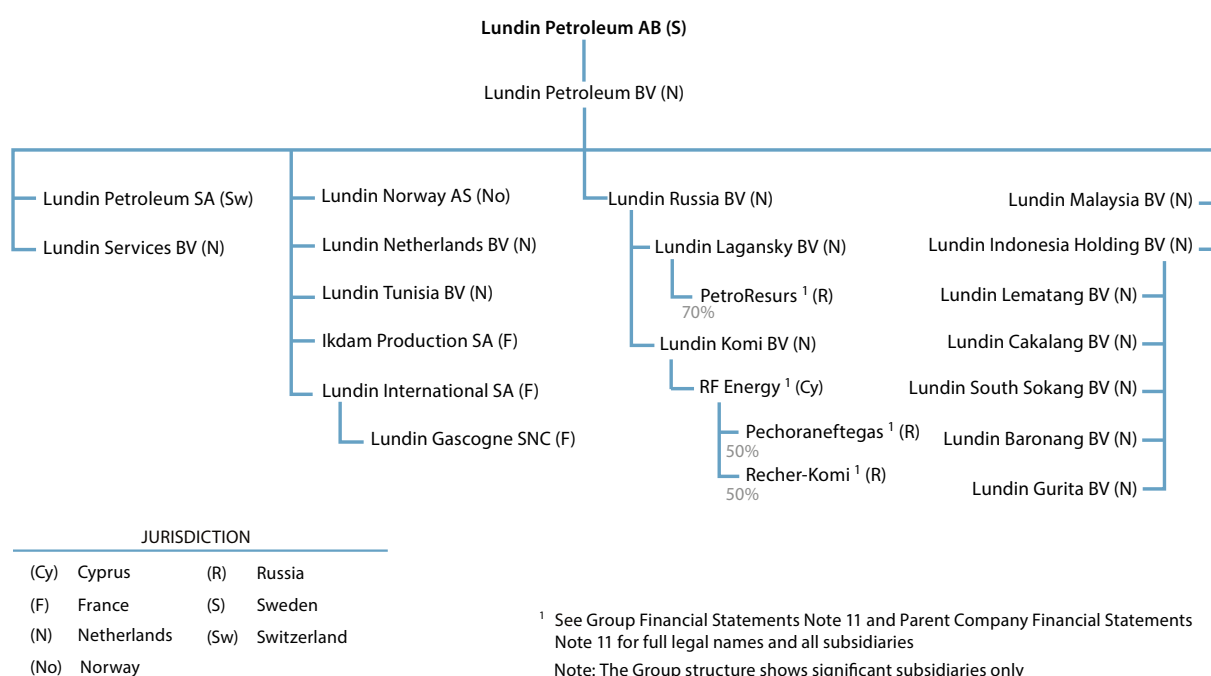 Lundin Petroleum AB (S)
Lundin Petroleum BV (N)
Lundin Petroleum SA (Sw)
Lundin Services BV (N)
Lundin Norway AS (No)
Lundin Netherlands BV (N)
Lundin Tunisia BV (N)
Ikdam Production SA (F)
Lundin International SA (F)
Lundin Gascogne SNC (F)
Lundin Russia BV (N)
Lundin Lagansky BV (N)
PetroResurs ¹ (R)
70%
Lundin Komi BV (N)
RF Energy ¹ (Cy)
Pechoraneftegas ¹ (R)
50%
Recher-Komi ¹ (R)
50%
Lundin Malaysia BV (N)
Lundin Indonesia Holding BV (N)
Lundin Lematang BV (N)
Lundin Cakalang BV (N)
Lundin South Sokang BV (N)
Lundin Baronang BV (N)
Lundin Gurita BV (N)
JURISDICTION
(Cy) Cyprus (R) Russia
(F) France (S) Sweden
(N) Netherlands (Sw) Switzerland
(No) Norway
¹ See Group Financial Statements Note 11 and Parent Company Financial Statements
Note 11 for full legal names and all subsidiaries
Note: The Group structure shows significant subsidiaries only